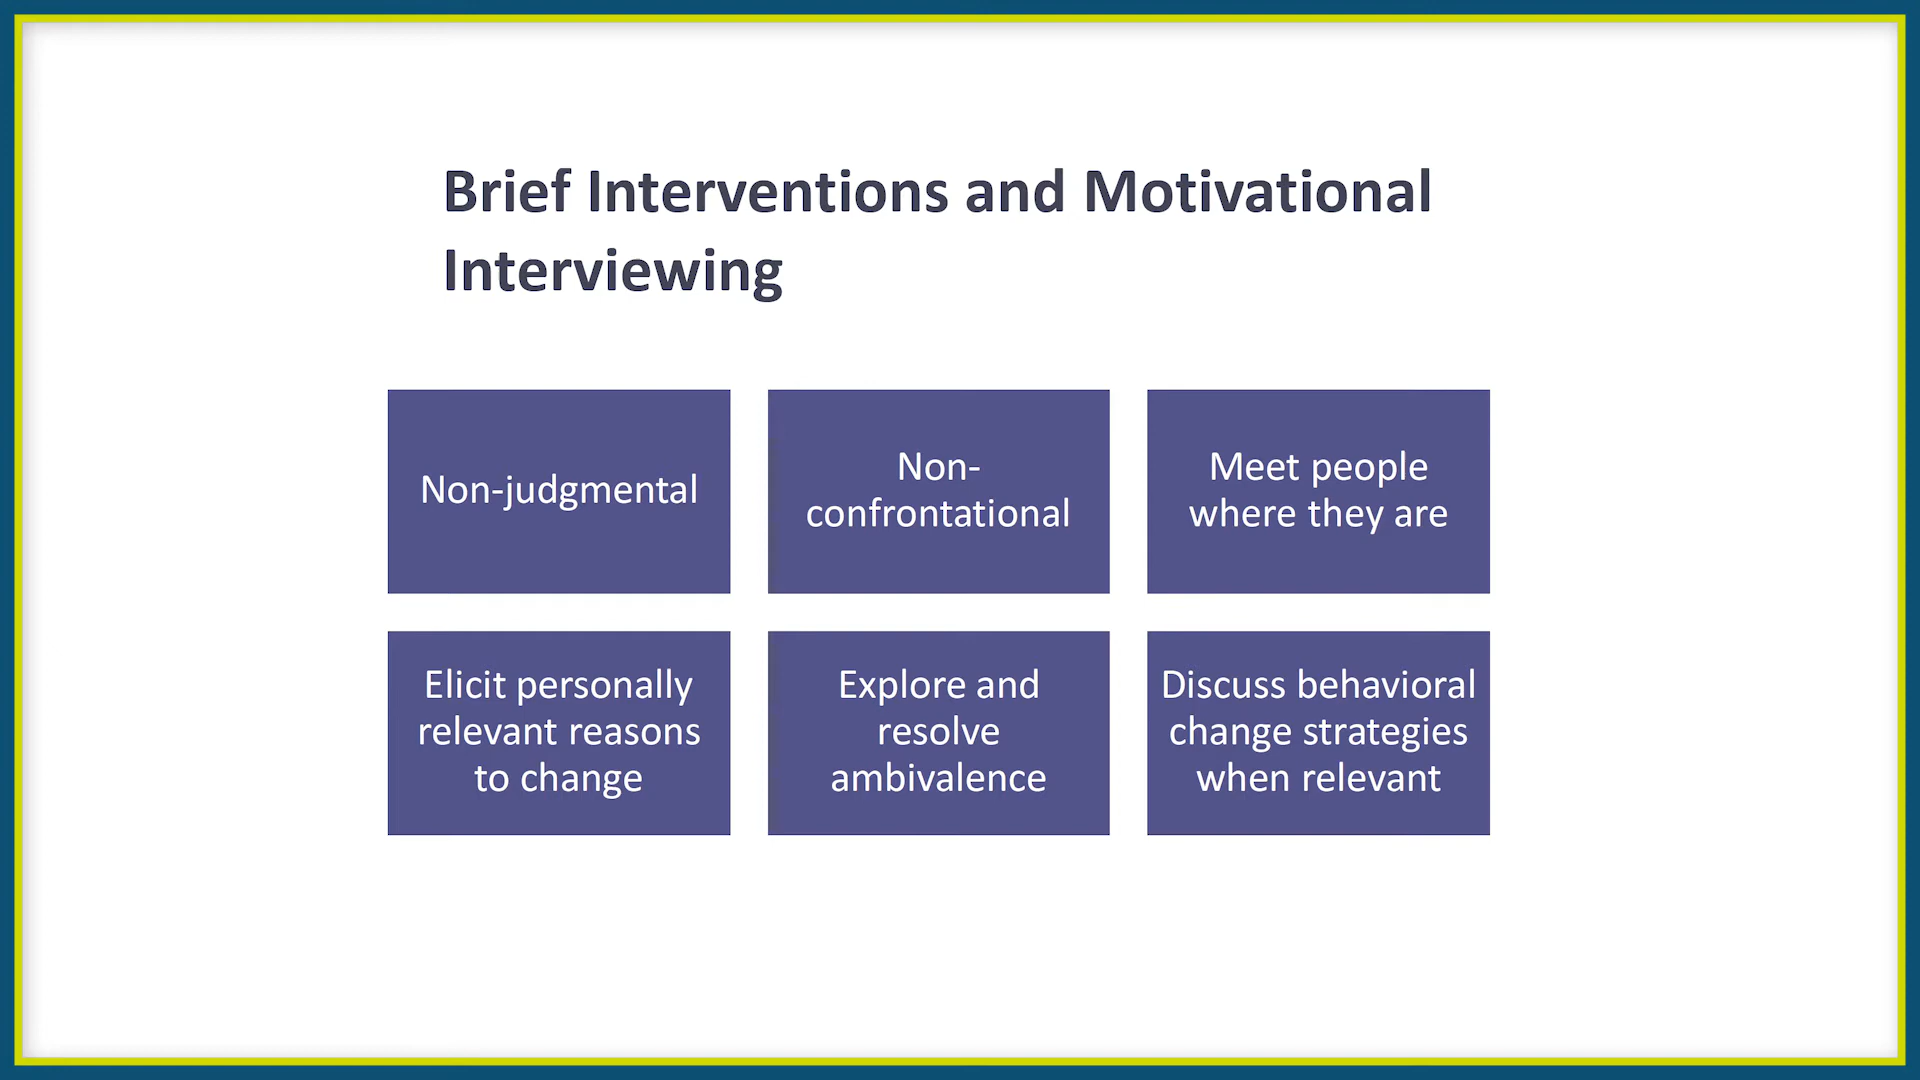 Brief Interventions and Motivational
Interviewing
Non-judgmental
Non-
confrontational
Meet people
where they are
Elicit personally
relevant reasons
to change
Explore and
resolve
ambivalence
Discuss behavioral
change strategies
when relevant